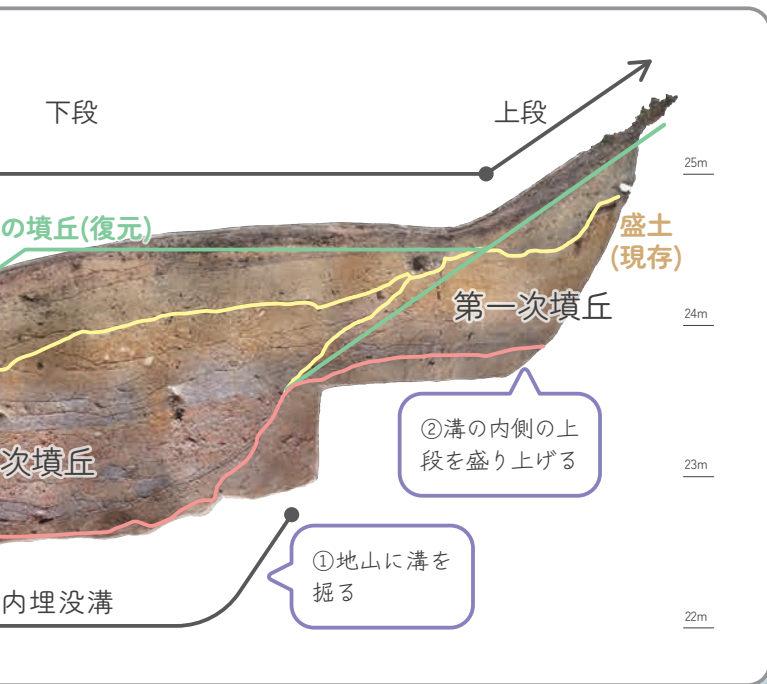 下段
上段
25m
の墳丘(復元)
盛土
(現存)
第一次墳丘
24m
②溝の内側の上
段を盛り上げる
次墳丘
23m
①地山に溝を
掘る
内埋没溝
22m